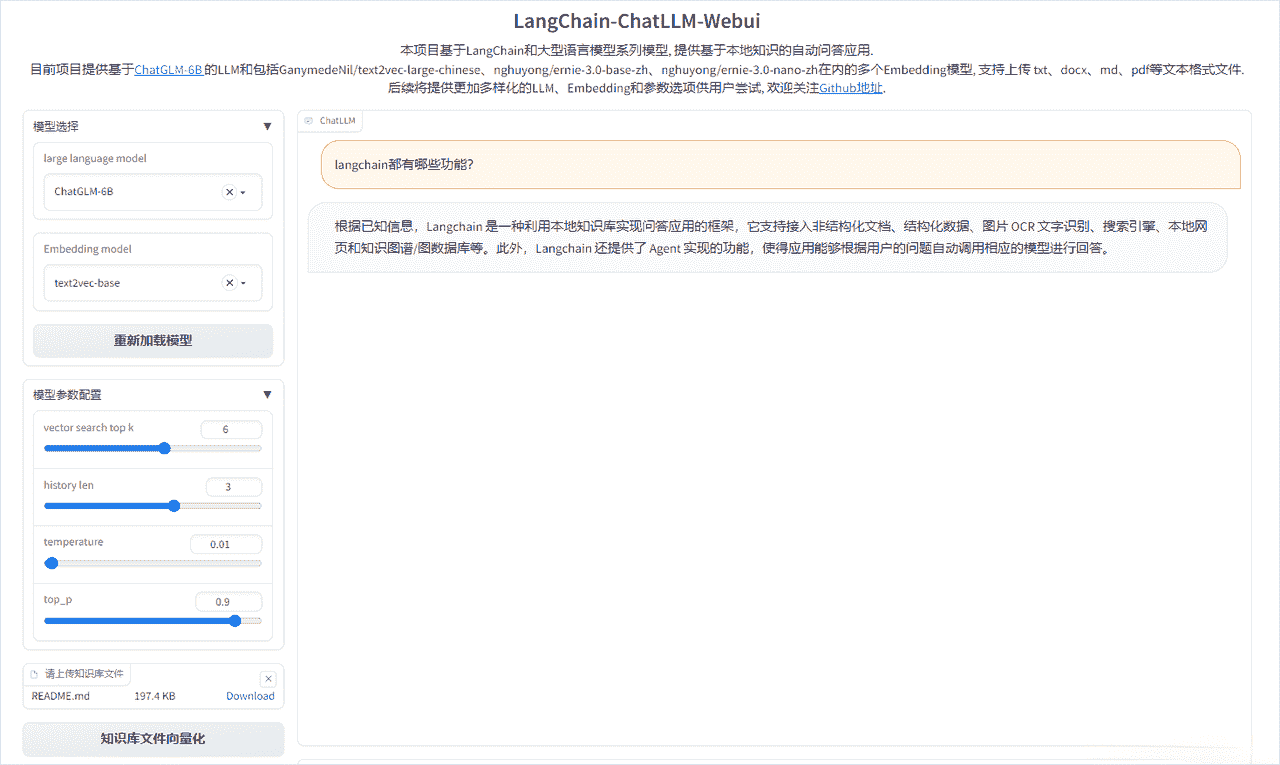 LangChain-ChatLLM-Webui
本项目基于LangChain和大型语言模型系列模型, 提供基于本地知识的自动问答应用.
目前项目提供基于ChatGLM-6B 的LLM和包括GanymedeNil/text2vec-large-chinese、nghuyong/ernie-3.0-base-zh、nghuyong/ernie-3.0-nano-zh在内的多个Embedding模型, 支持上传 txt、docx、md、pdf等文本格式文件.
后续将提供更加多样化的LLM、Embedding和参数选项供用户尝试, 欢迎关注Github地址.
模型选择 ▼
large language model
ChatGLM-6B
Embedding model
text2vec-base
重新加载模型
模型参数配置 ▼
vector search top k 6
history len 3
temperature 0.01
top_p 0.9
请上传知识库文件
README.md 197.4 KB Download
知识库文件向量化
ChatLLM
langchain都有哪些功能?
根据已知信息，Langchain 是一种利用本地知识库实现问答应用的框架，它支持接入非结构化文档、结构化数据、图片 OCR 文字识别、搜索引擎、本地网
页和知识图谱/图数据库等。此外，Langchain 还提供了 Agent 实现的功能，使得应用能够根据用户的问题自动调用相应的模型进行回答。